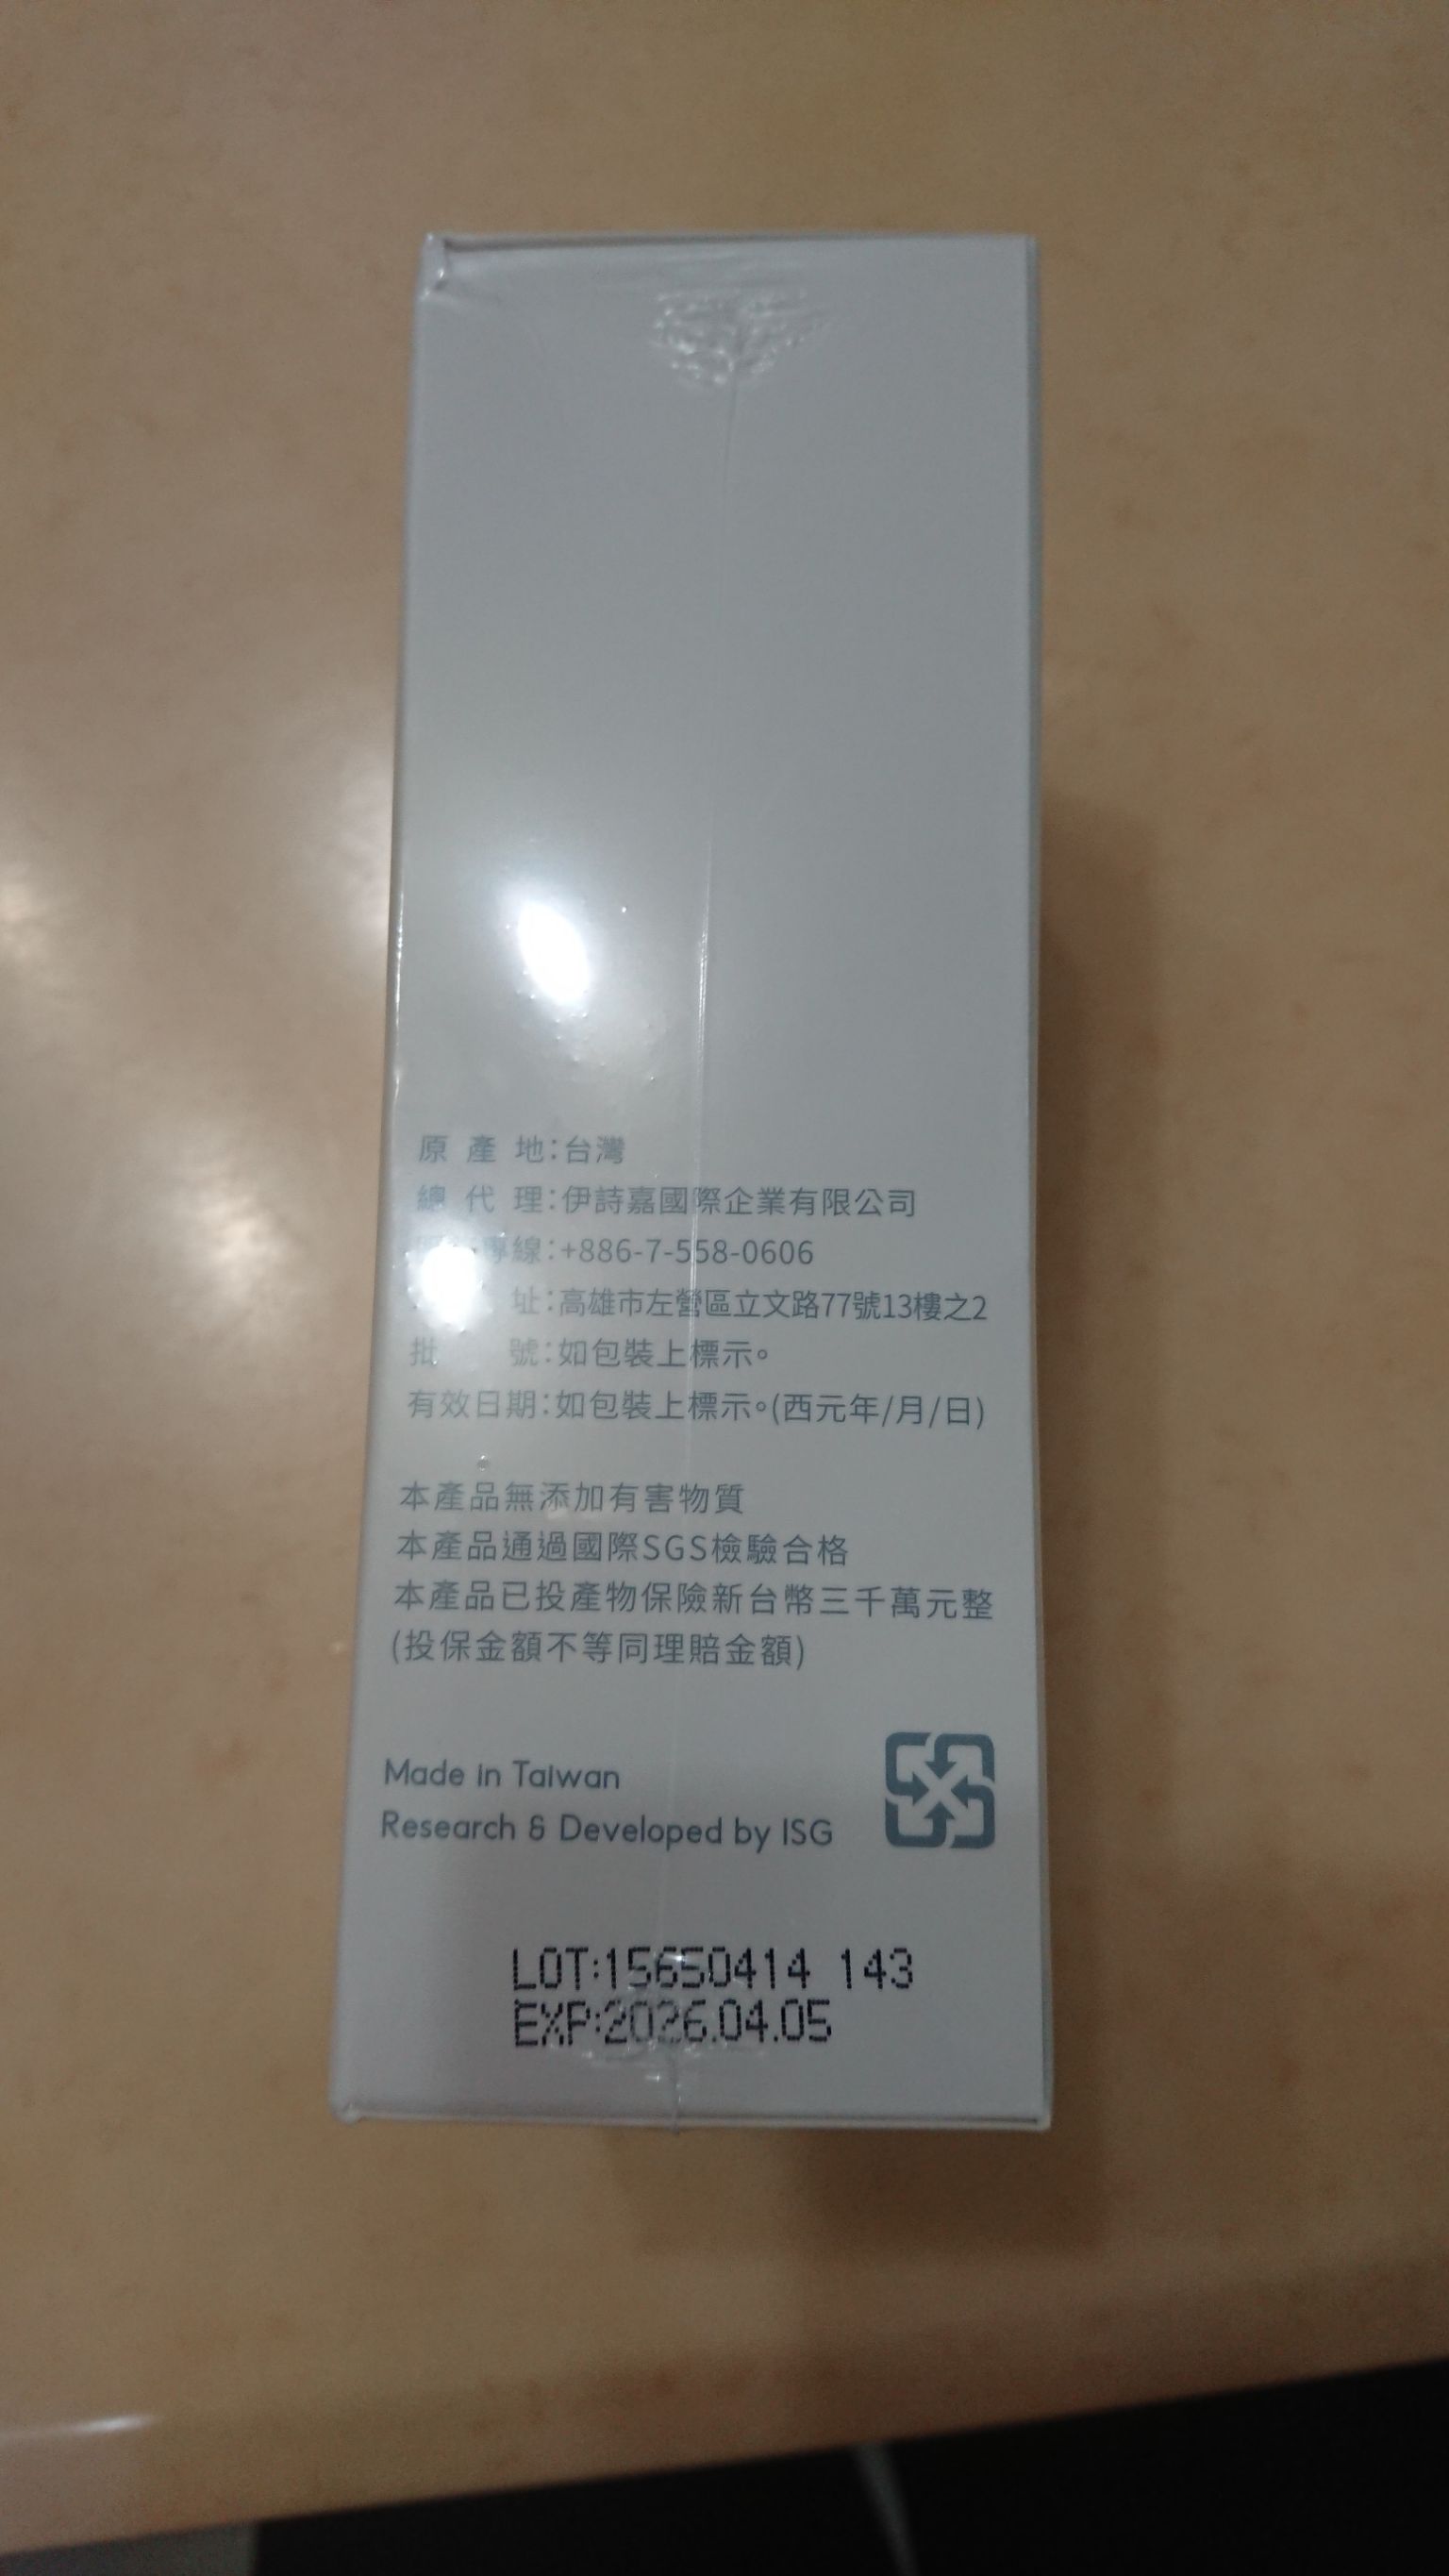 原產地:台灣
總代理:伊詩嘉國際企業有限公司
專線:+886-7-558-0606
址:高雄市左營區立文路77號13樓之2
批號:如包裝上標示。
有效日期:如包裝上標示。(西元年/月/日)
本產品無添加有害物質
本產品通過國際SGS檢驗合格
本產品已投產物保險新台幣三千萬元整
(投保金額不等同理賠金額)
Made in Taiwan
Research & Developed by ISG
LOT:15650414 143
EXP:2026.04.05